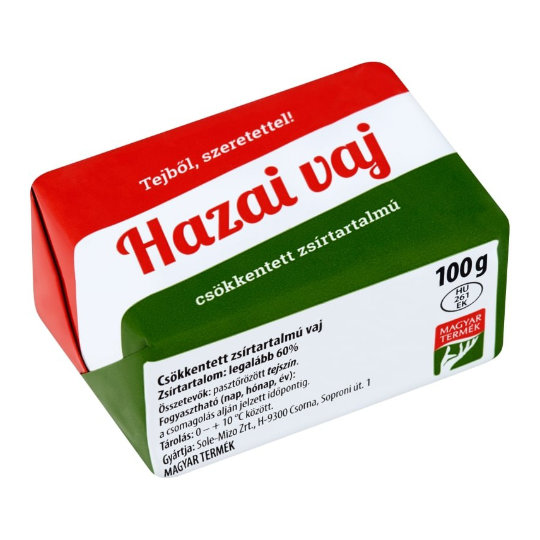 Tejből, szeretettel!
Hazai vaj
csökkentett zsírtartalmú
100 g
HU
261
EK
MAGYAR
TERMÉK
Csökkentett zsírtartalmú vaj
Zsírtartalom: legalább 60%
Összetevők: pasztőrözött tejszín.
Fogyasztható (nap, hónap, év):
a csomagolás alján jelzett időpontig.
Tárolás: 0 – + 10 °C között.
Gyártja: Sole-Mizo Zrt., H-9300 Csorna, Soproni út. 1
MAGYAR TERMÉK